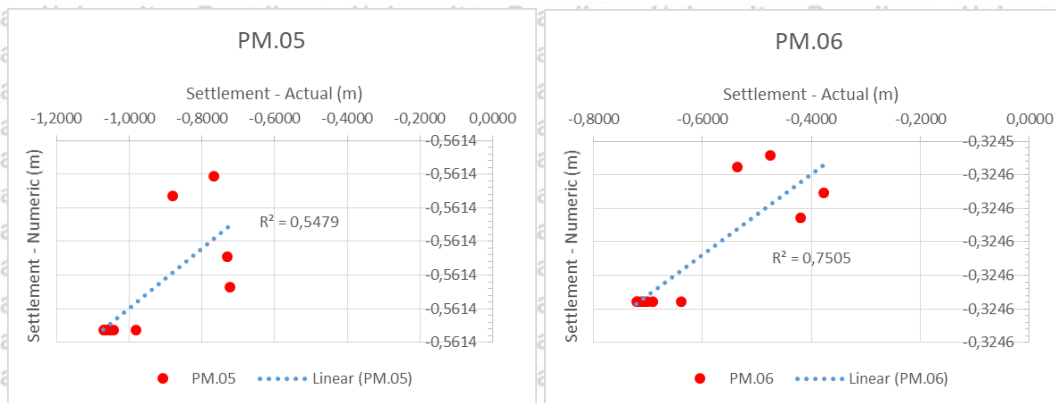 PM.05
Settlement - Actual (m)
-1,2000 -1,0000 -0,8000 -0,6000 -0,4000 -0,2000 0,0000
Settlement - Numeric (m)
-0,5614
-0,5614
-0,5614
-0,5614
-0,5614
-0,5614
-0,5614
R² = 0,5479
PM.05 Linear (PM.05)
PM.06
Settlement - Actual (m)
-0,8000 -0,6000 -0,4000 -0,2000 0,0000
Settlement - Numeric (m)
-0,3245
-0,3246
-0,3246
-0,3246
-0,3246
-0,3246
-0,3246
R² = 0,7505
PM.06 Linear (PM.06)